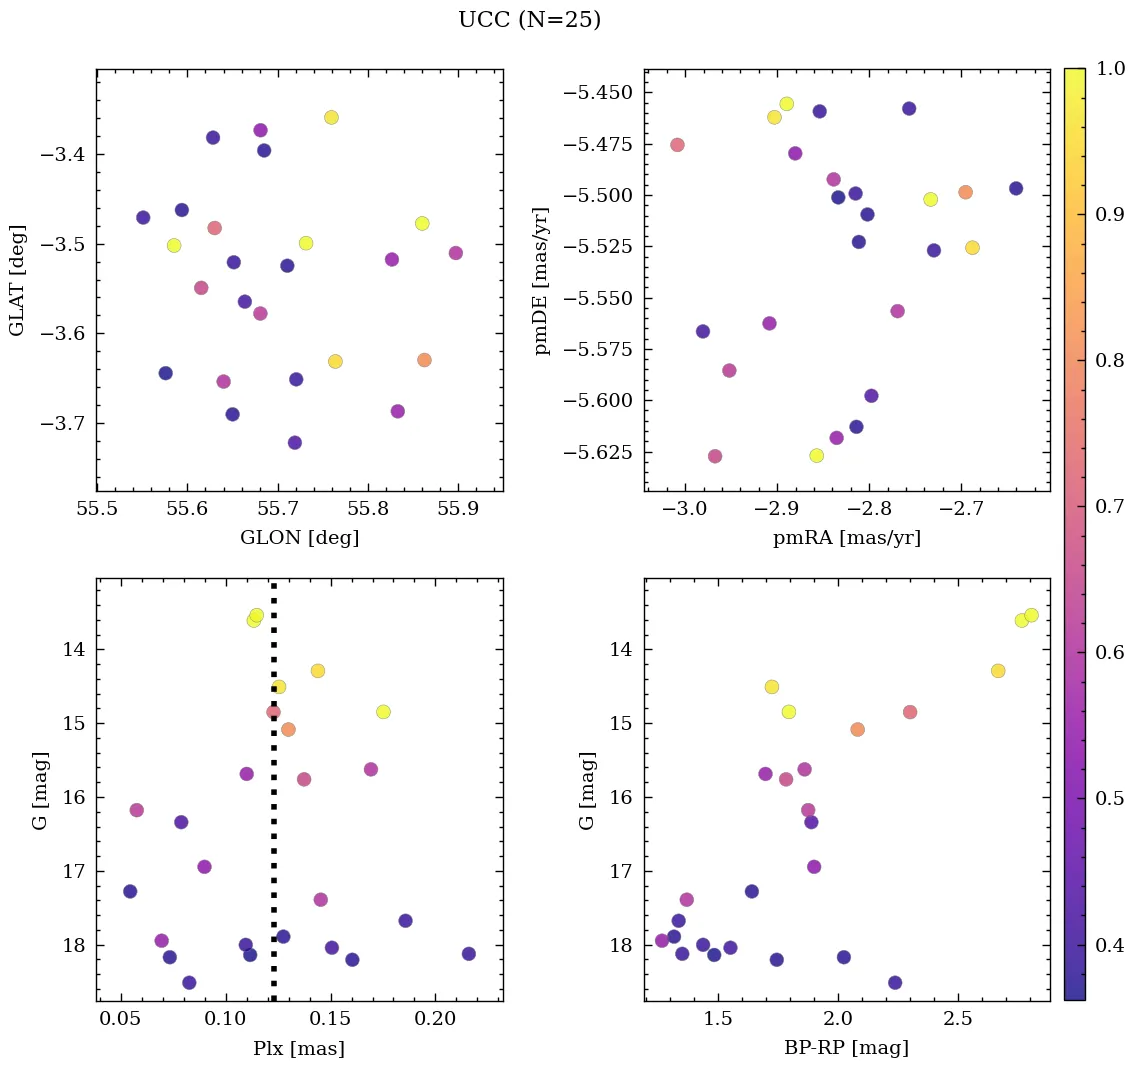 UCC (N=25)
−3.4
−3.5
−3.6
−3.7
GLAT [deg]
55.5 55.6 55.7 55.8 55.9
GLON [deg]
−5.450
−5.475
−5.500
−5.525
−5.550
−5.575
−5.600
−5.625
pmDE [mas/yr]
−3.0 −2.9 −2.8 −2.7
pmRA [mas/yr]
14
15
16
17
18
G [mag]
0.05 0.10 0.15 0.20
Plx [mas]
14
15
16
17
18
G [mag]
1.5 2.0 2.5
BP-RP [mag]
1.0
0.9
0.8
0.7
0.6
0.5
0.4